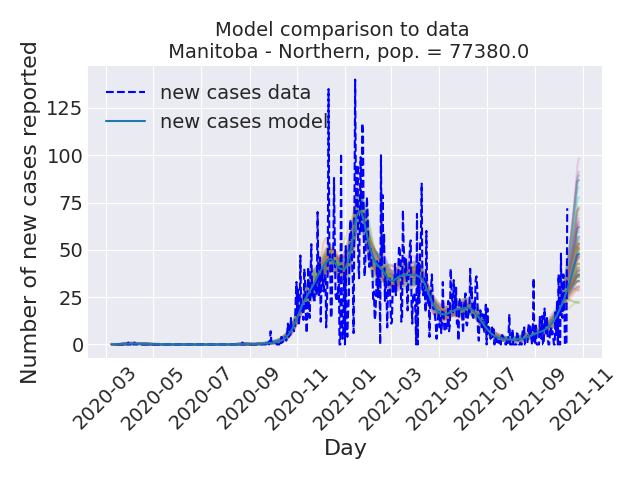 Model comparison to data
Manitoba - Northern, pop. = 77380.0
Number of new cases reported
125
100
75
50
25
0
new cases data
new cases model
2020-03
2020-05
2020-07
2020-09
2020-11
2021-01
2021-03
2021-05
2021-07
2021-09
2021-11
Day